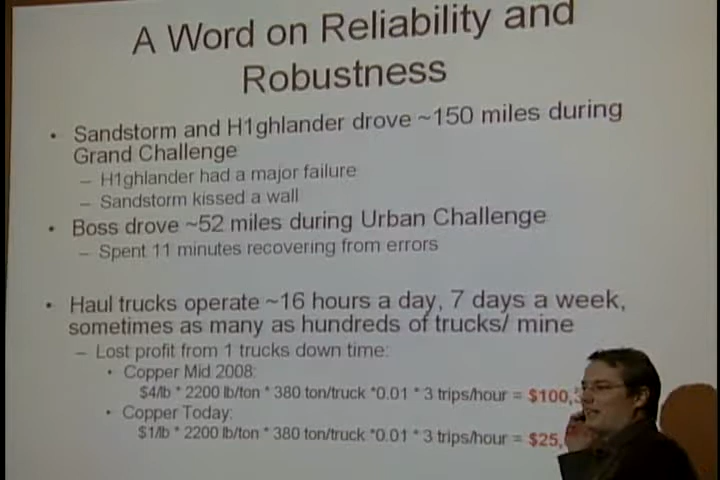 A Word on Reliability and
Robustness
• Sandstorm and H1ghlander drove ~150 miles during
Grand Challenge
– H1ghlander had a major failure
– Sandstorm kissed a wall
• Boss drove ~52 miles during Urban Challenge
– Spent 11 minutes recovering from errors
• Haul trucks operate ~16 hours a day, 7 days a week,
sometimes as many as hundreds of trucks/ mine
– Lost profit from 1 trucks down time:
• Copper Mid 2008:
$4/lb * 2200 lb/ton * 380 ton/truck *0.01 * 3 trips/hour = $100,
• Copper Today:
$1/lb * 2200 lb/ton * 380 ton/truck *0.01 * 3 trips/hour = $25,